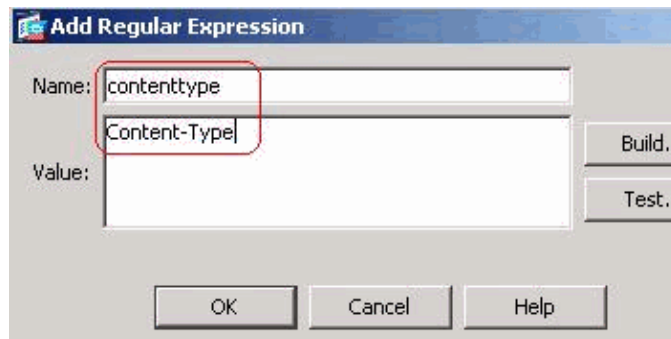 Add Regular Expression
Name: contenttype
Value: Content-Type
Build.
Test.
OK Cancel Help